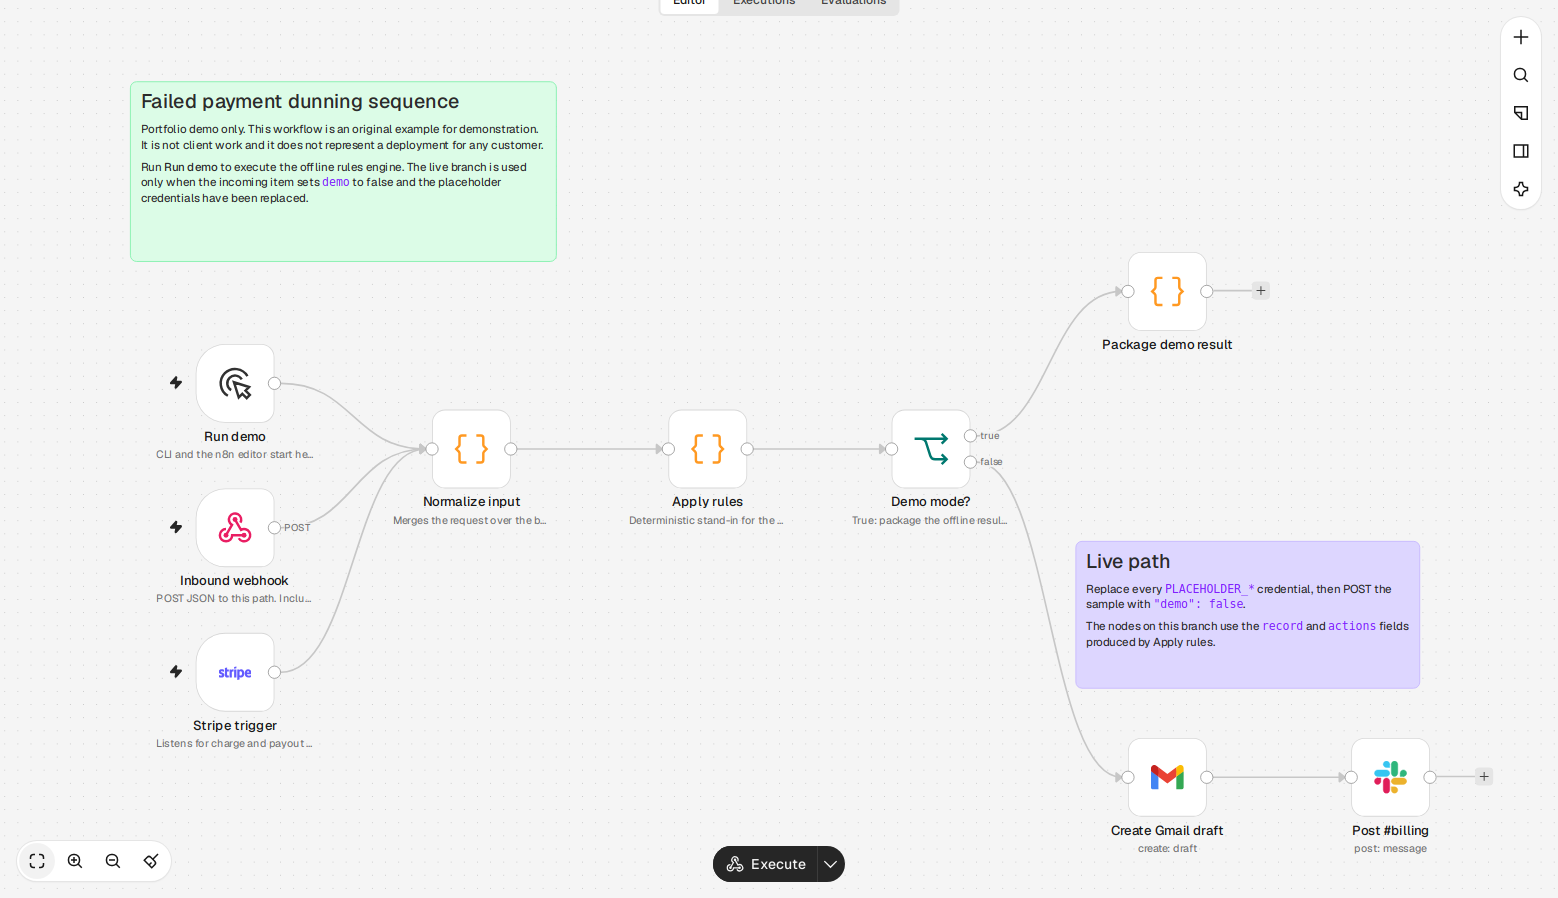 Editor Executions Evaluations
Failed payment dunning sequence
Portfolio demo only. This workflow is an original example for demonstration.
It is not client work and it does not represent a deployment for any customer.
Run Run demo to execute the offline rules engine. The live branch is used
only when the incoming item sets demo to false and the placeholder
credentials have been replaced.
Package demo result
Run demo
CLI and the n8n editor start he...
true
false
Normalize input
Merges the request over the b...
Apply rules
Deterministic stand-in for the ...
Demo mode?
True: package the offline resul...
POST
Inbound webhook
POST JSON to this path. Inclu...
Live path
Replace every PLACEHOLDER_* credential, then POST the
sample with "demo": false.
The nodes on this branch use the record and actions fields
produced by Apply rules.
stripe
Stripe trigger
Listens for charge and payout ...
Create Gmail draft
create: draft
Post #billing
post: message
Execute